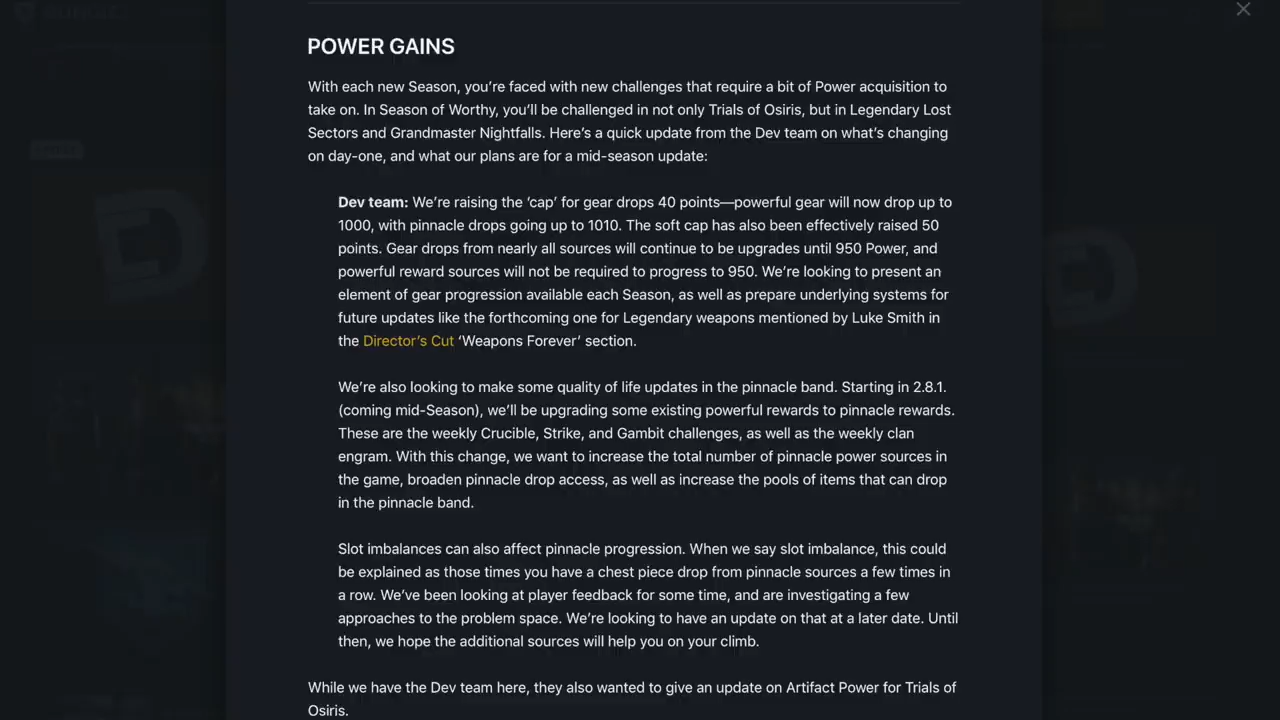 POWER GAINS
With each new Season, you're faced with new challenges that require a bit of Power acquisition to
take on. In Season of Worthy, you'll be challenged in not only Trials of Osiris, but in Legendary Lost
Sectors and Grandmaster Nightfalls. Here's a quick update from the Dev team on what's changing
on day-one, and what our plans are for a mid-season update:
Dev team: We're raising the 'cap' for gear drops 40 points—powerful gear will now drop up to
1000, with pinnacle drops going up to 1010. The soft cap has also been effectively raised 50
points. Gear drops from nearly all sources will continue to be upgrades until 950 Power, and
powerful reward sources will not be required to progress to 950. We're looking to present an
element of gear progression available each Season, as well as prepare underlying systems for
future updates like the forthcoming one for Legendary weapons mentioned by Luke Smith in
the Director's Cut 'Weapons Forever' section.
We're also looking to make some quality of life updates in the pinnacle band. Starting in 2.8.1.
(coming mid-Season), we'll be upgrading some existing powerful rewards to pinnacle rewards.
These are the weekly Crucible, Strike, and Gambit challenges, as well as the weekly clan
engram. With this change, we want to increase the total number of pinnacle power sources in
the game, broaden pinnacle drop access, as well as increase the pools of items that can drop
in the pinnacle band.
Slot imbalances can also affect pinnacle progression. When we say slot imbalance, this could
be explained as those times you have a chest piece drop from pinnacle sources a few times in
a row. We've been looking at player feedback for some time, and are investigating a few
approaches to the problem space. We're looking to have an update on that at a later date. Until
then, we hope the additional sources will help you on your climb.
While we have the Dev team here, they also wanted to give an update on Artifact Power for Trials of
Osiris.